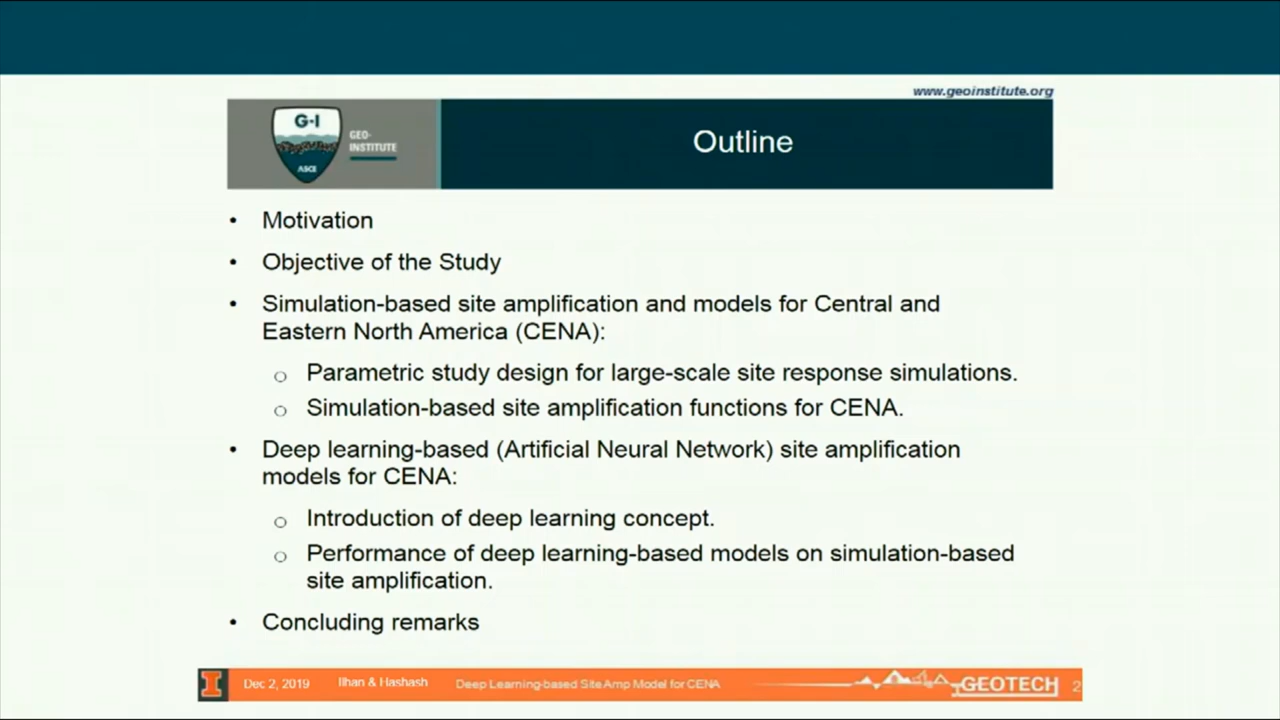 www.geoinstitute.org
G-I
GEO-
INSTITUTE
ASCE
Outline
• Motivation
• Objective of the Study
• Simulation-based site amplification and models for Central and
Eastern North America (CENA):
o Parametric study design for large-scale site response simulations.
o Simulation-based site amplification functions for CENA.
• Deep learning-based (Artificial Neural Network) site amplification
models for CENA:
o Introduction of deep learning concept.
o Performance of deep learning-based models on simulation-based
site amplification.
• Concluding remarks
I Dec 2, 2019 Ilhan & Hashash Deep Learning-based Site Amp Model for CENA GEOTECH 2